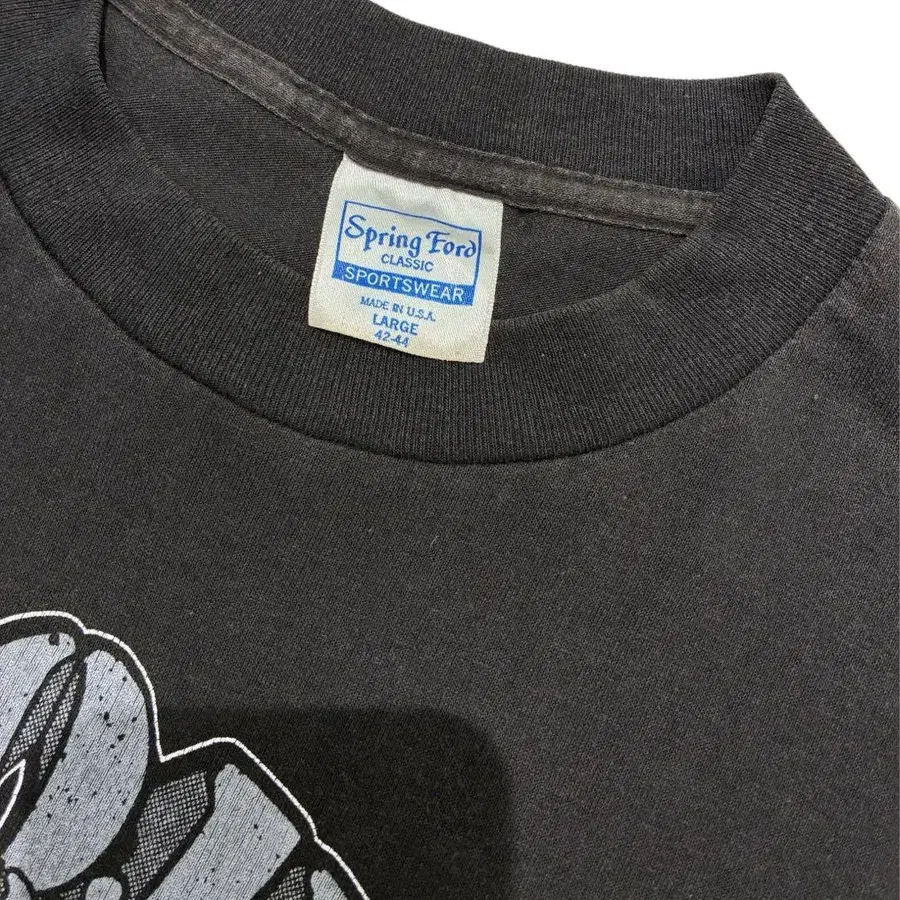 Spring Ford
CLASSIC
SPORTSWEAR
MADE IN U.S.A.
LARGE
42-44